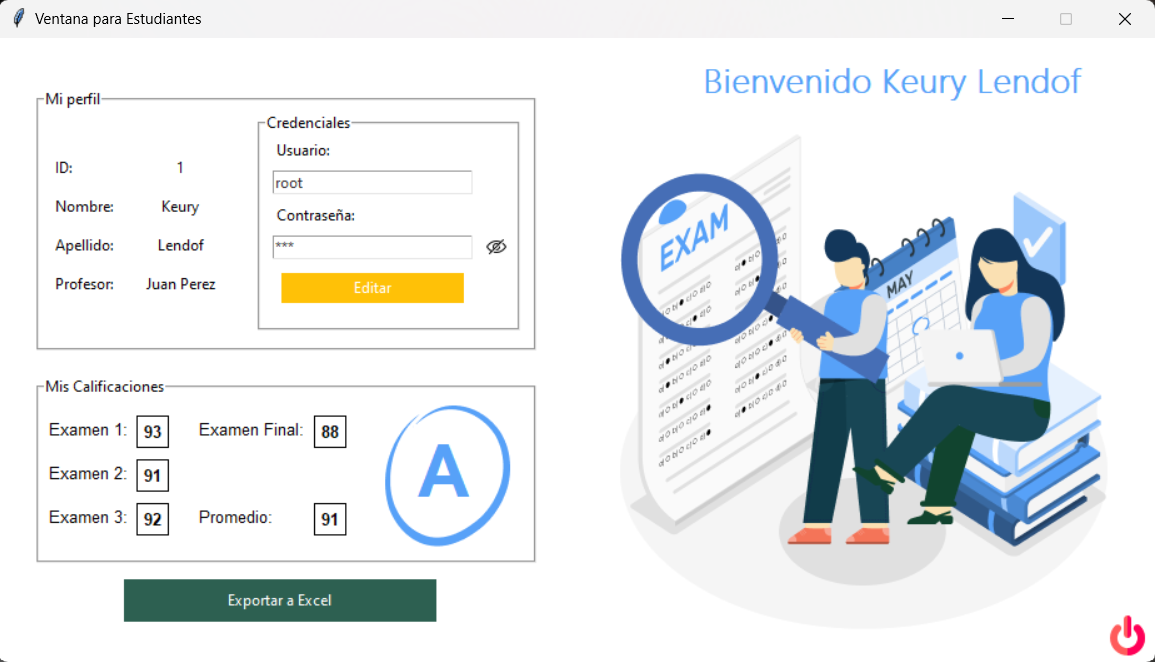 Ventana para Estudiantes
Bienvenido Keury Lendof
Mi perfil
ID: 1
Nombre: Keury
Apellido: Lendof
Profesor: Juan Perez
Credenciales
Usuario:
root
Contraseña:
***
Editar
Mis Calificaciones
Examen 1: 93 Examen Final: 88
Examen 2: 91
Examen 3: 92 Promedio: 91
A
Exportar a Excel
EXAM
MAY